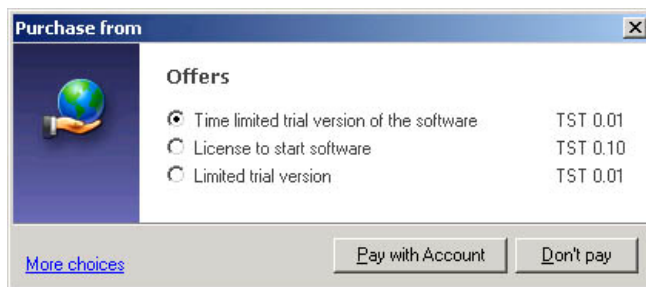 Purchase from
Offers
Time limited trial version of the software TST 0.01
License to start software TST 0.10
Limited trial version TST 0.01
More choices Pay with Account Don't pay